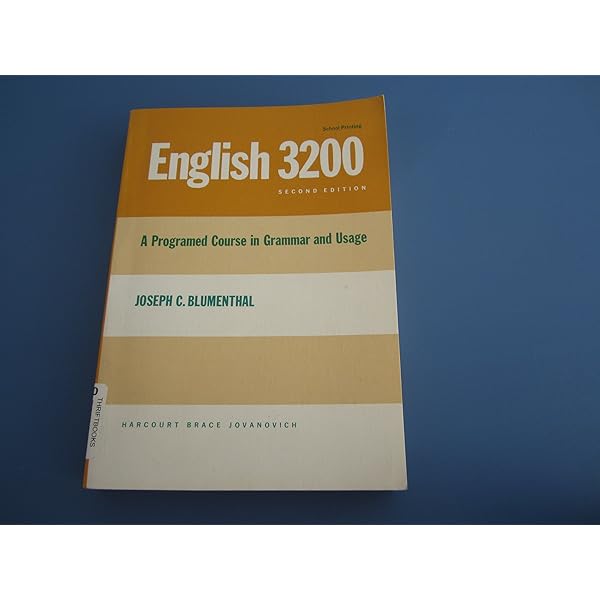 School Printing
English 3200
SECOND EDITION
A Programed Course in Grammar and Usage
JOSEPH C. BLUMENTHAL
HARCOURT BRACE JOVANOVICH
THRIFTBOOKS